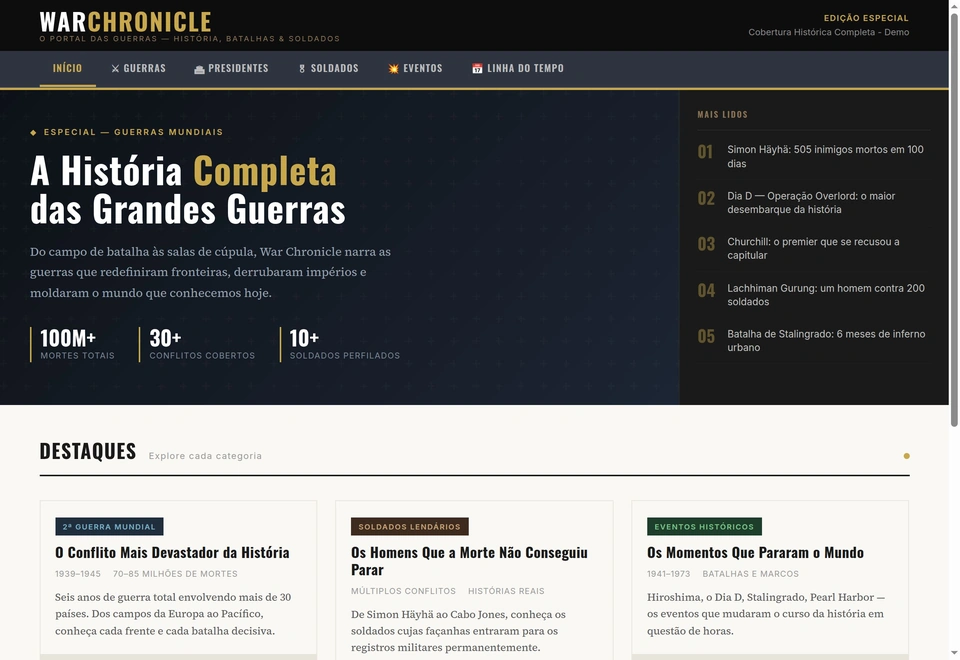 WARCHRONICLE
O PORTAL DAS GUERRAS — HISTÓRIA, BATALHAS & SOLDADOS
EDIÇÃO ESPECIAL
Cobertura Histórica Completa - Demo
INÍCIO
⚔ GUERRAS
PRESIDENTES
🎖 SOLDADOS
💥 EVENTOS
📅 LINHA DO TEMPO
◆ ESPECIAL — GUERRAS MUNDIAIS
A História Completa
das Grandes Guerras
Do campo de batalha às salas de cúpula, War Chronicle narra as
guerras que redefiniram fronteiras, derrubaram impérios e
moldaram o mundo que conhecemos hoje.
100M+
MORTES TOTAIS
30+
CONFLITOS COBERTOS
10+
SOLDADOS PERFILADOS
MAIS LIDOS
01
Simon Häyhä: 505 inimigos mortos em 100
dias
02
Dia D — Operação Overlord: o maior
desembarque da história
03
Churchill: o premier que se recusou a
capitular
04
Lachhiman Gurung: um homem contra 200
soldados
05
Batalha de Stalingrado: 6 meses de inferno
urbano
DESTAQUES
Explore cada categoria
2ª GUERRA MUNDIAL
O Conflito Mais Devastador da História
1939–1945 70–85 MILHÕES DE MORTES
Seis anos de guerra total envolvendo mais de 30
países. Dos campos da Europa ao Pacífico,
conheça cada frente e cada batalha decisiva.
SOLDADOS LENDÁRIOS
Os Homens Que a Morte Não Conseguiu
Parar
MÚLTIPLOS CONFLITOS HISTÓRIAS REAIS
De Simon Häyhä ao Cabo Jones, conheça os
soldados cujas façanhas entraram para os
registros militares permanentemente.
EVENTOS HISTÓRICOS
Os Momentos Que Pararam o Mundo
1941–1973 BATALHAS E MARCOS
Hiroshima, o Dia D, Stalingrado, Pearl Harbor —
os eventos que mudaram o curso da história em
questão de horas.